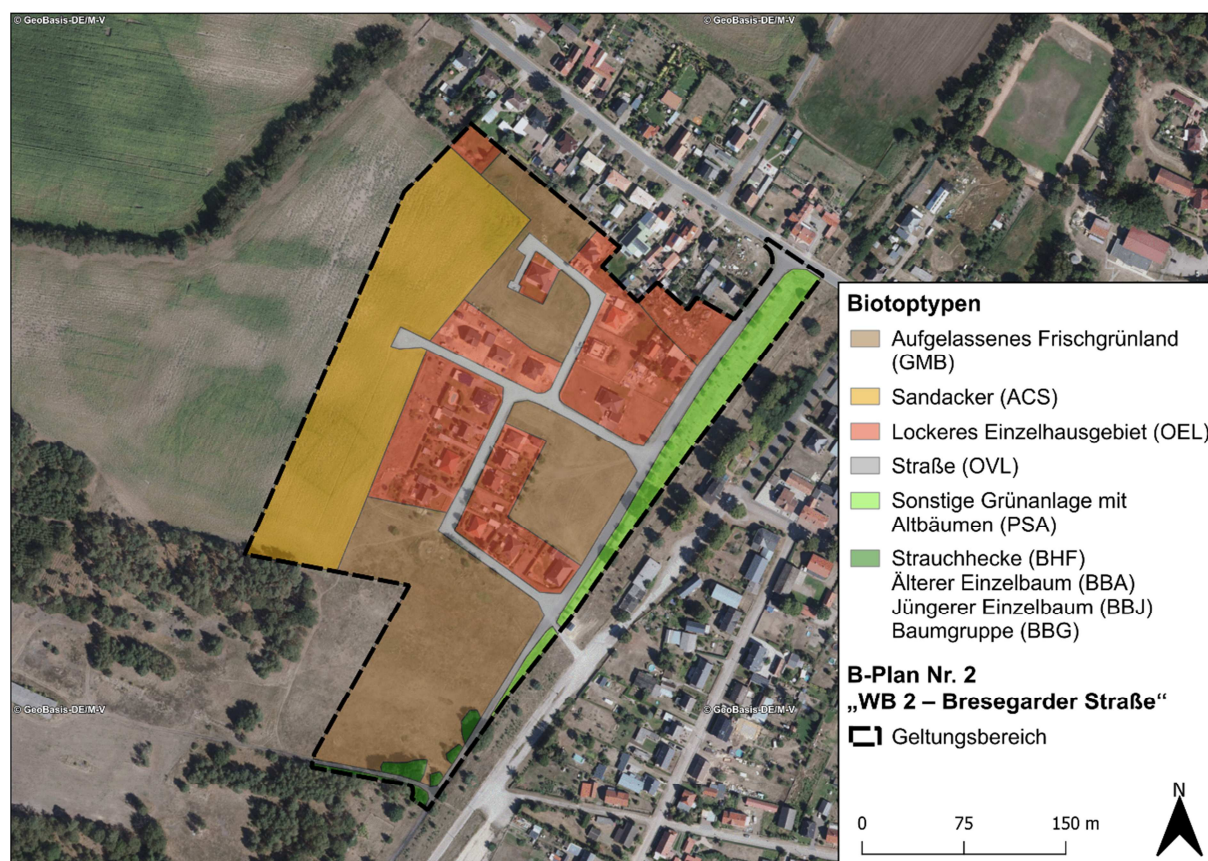 © GeoBasis-DE/M-V
© GeoBasis-DE/M-V
Biotoptypen
Aufgelassenes Frischgrünland
(GMB)
Sandacker (ACS)
Lockeres Einzelhausgebiet (OEL)
Straße (OVL)
Sonstige Grünanlage mit
Altbäumen (PSA)
Strauchhecke (BHF)
Älterer Einzelbaum (BBA)
Jüngerer Einzelbaum (BBJ)
Baumgruppe (BBG)
B-Plan Nr. 2
„WB 2 – Bresegarder Straße“
Geltungsbereich
© GeoBasis-DE/M-V
© GeoBasis-DE/M-V
N
0 75 150 m